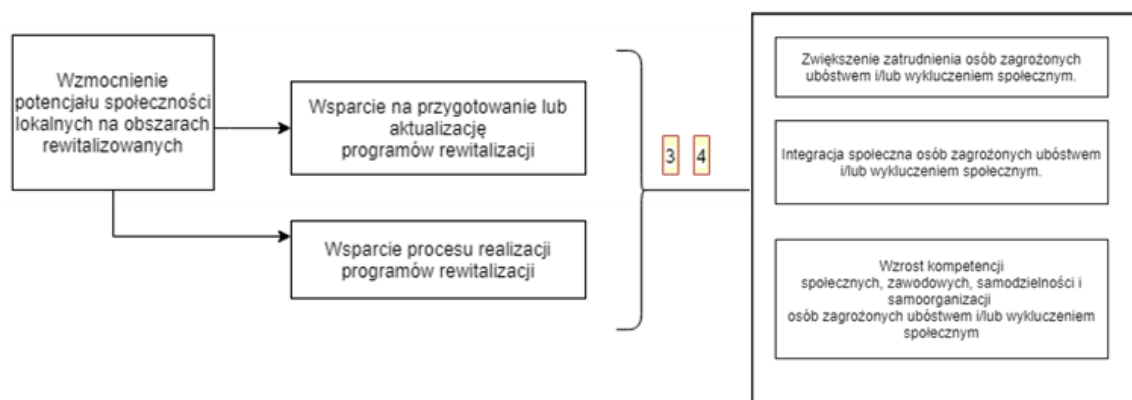 Wzmocnienie
potencjału społeczności
lokalnych na obszarach
rewitalizowanych
Wsparcie na przygotowanie lub
aktualizację
programów rewitalizacji
Wsparcie procesu realizacji
programów rewitalizacji
3 4
Zwiększenie zatrudnienia osób zagrożonych
ubóstwem i/lub wykluczeniem społecznym.
Integracja społeczna osób zagrożonych ubóstwem
i/lub wykluczeniem społecznym.
Wzrost kompetencji
społecznych, zawodowych, samodzielności i
samoorganizacji
osób zagrożonych ubóstwem i/lub wykluczeniem
społecznym